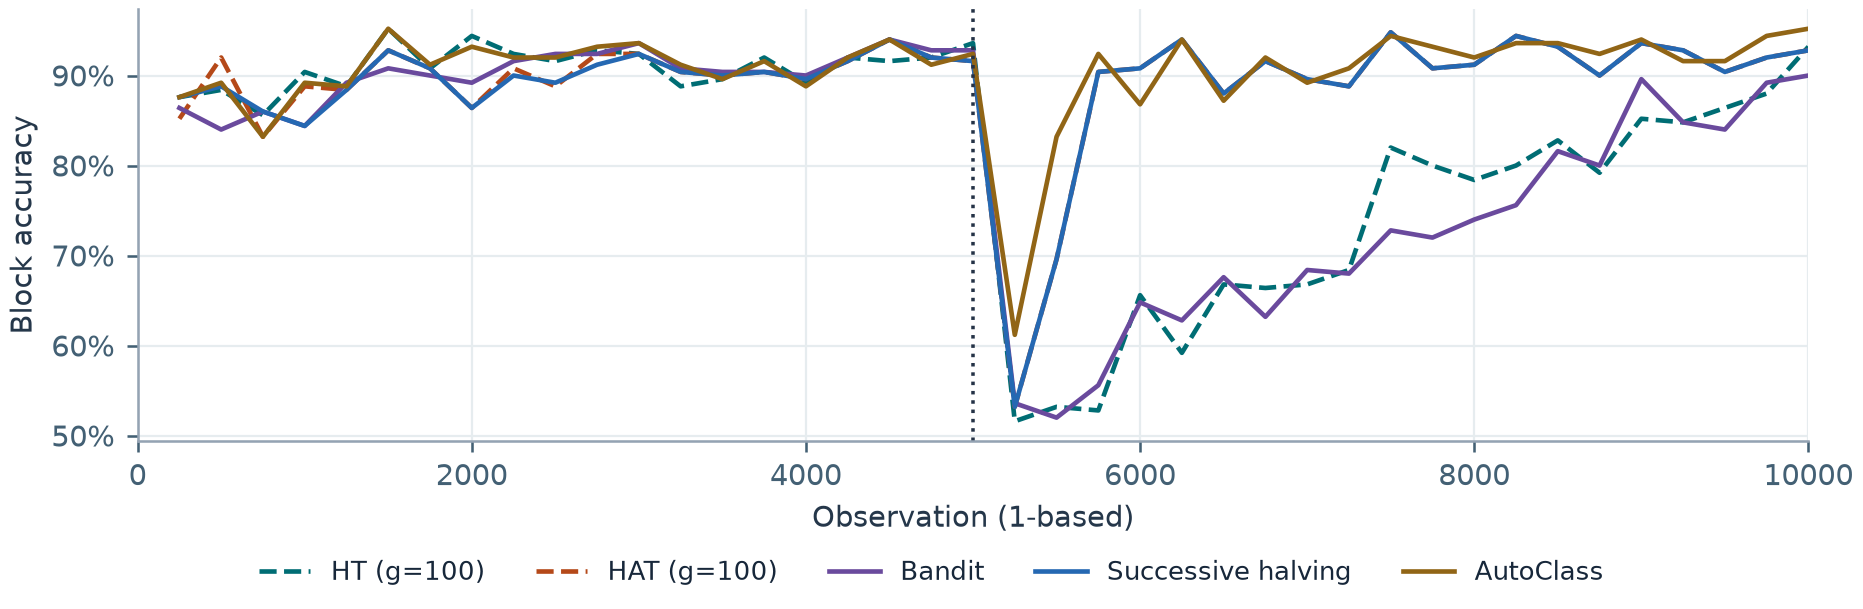 90%
80%
70%
60%
50%
Block accuracy
0 2000 4000 6000 8000 10000
Observation (1-based)
HT (g=100) HAT (g=100) Bandit Successive halving AutoClass